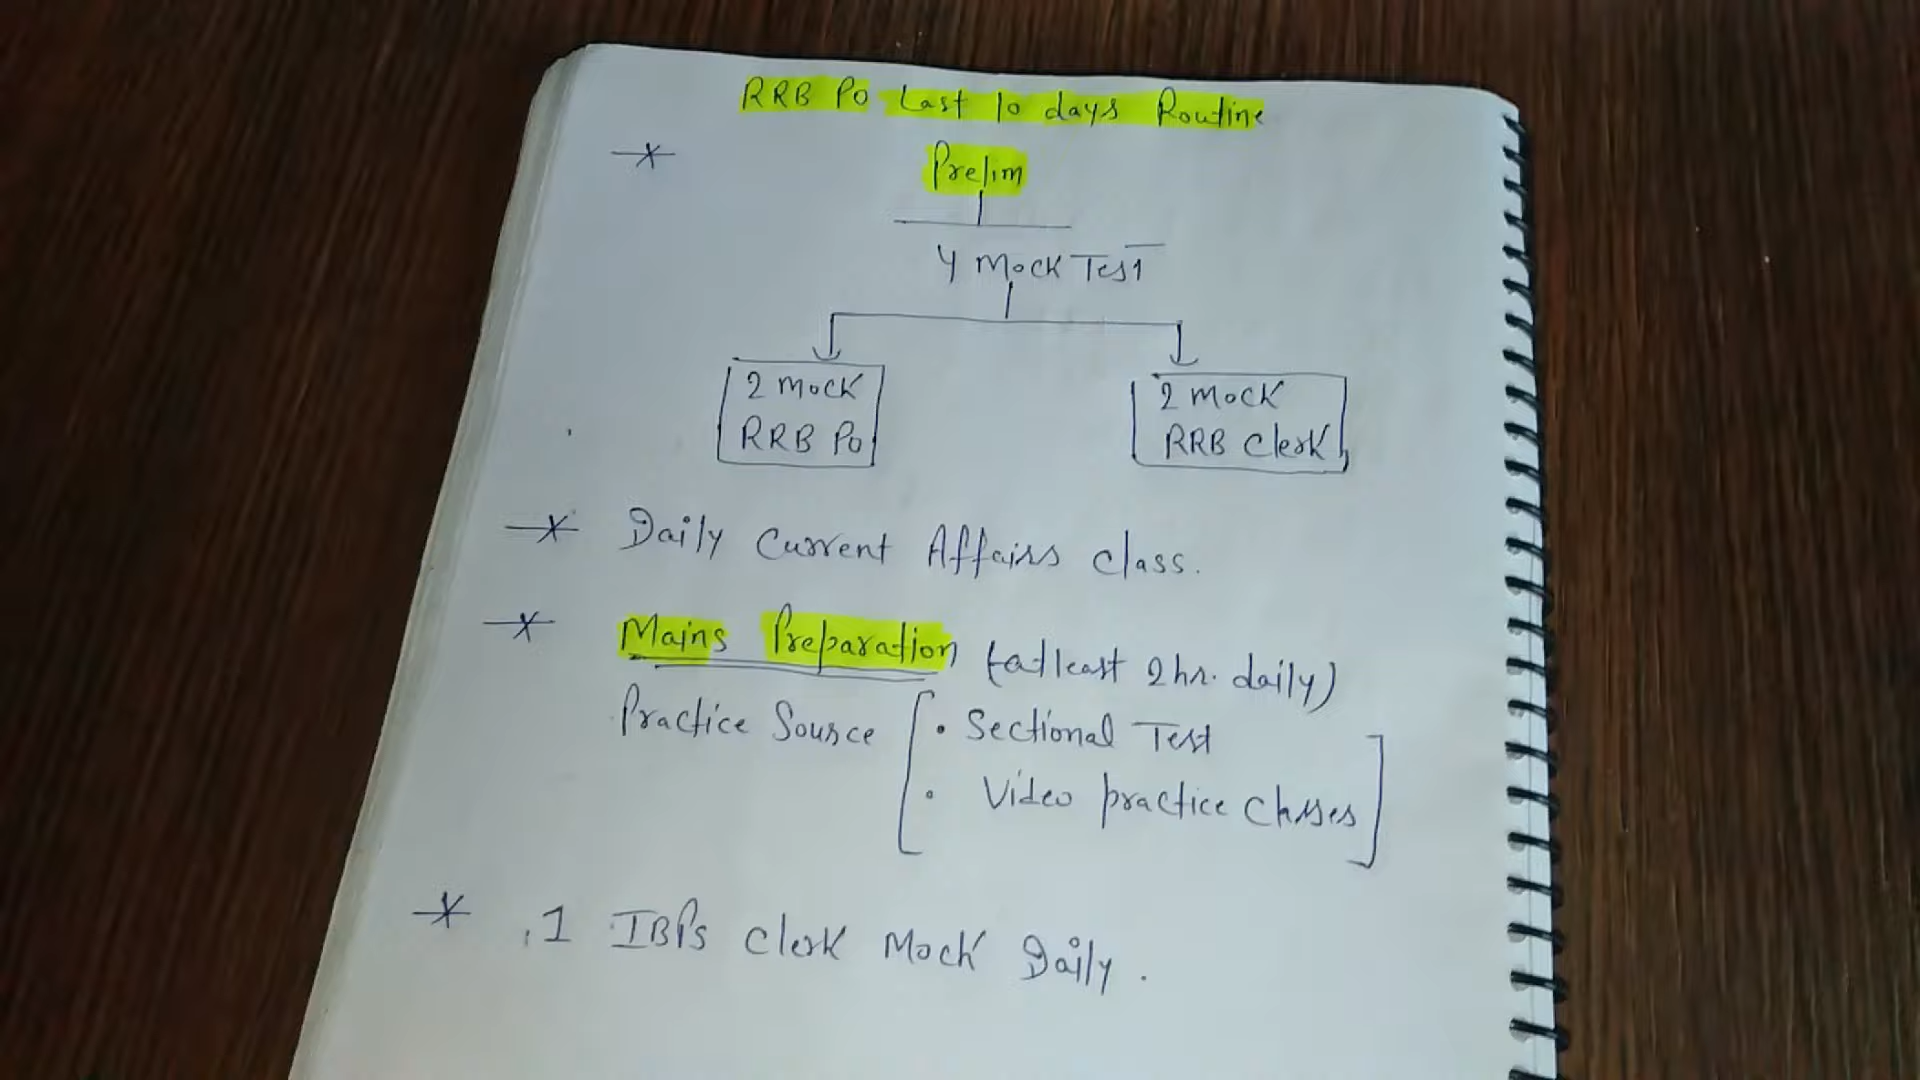 RRB PO Last 10 days Routine
Prelim
4 Mock Test
2 Mock
RRB PO
2 Mock
RRB Clerk
Daily Current Affairs class.
Mains Preparation (atleast 2hr. daily)
Practice Source
• Sectional Test
• Video practice Classes
1 IBPS Clerk Mock Daily.